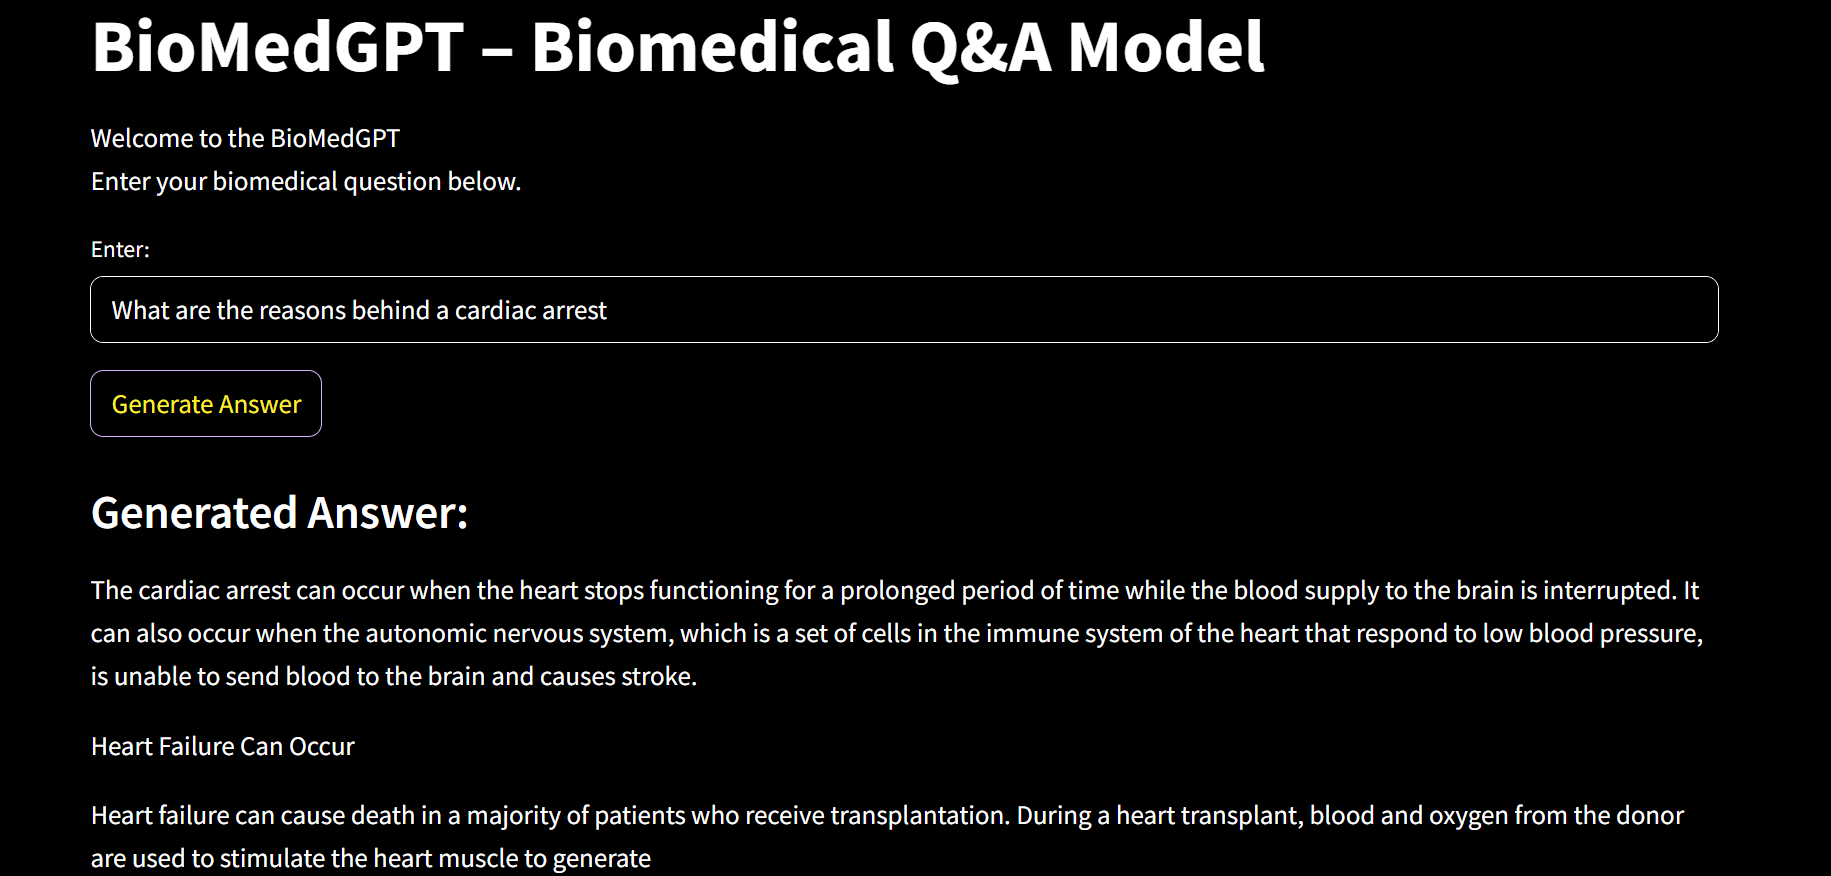 BioMedGPT – Biomedical Q&A Model
Welcome to the BioMedGPT
Enter your biomedical question below.
Enter:
What are the reasons behind a cardiac arrest
Generate Answer
Generated Answer:
The cardiac arrest can occur when the heart stops functioning for a prolonged period of time while the blood supply to the brain is interrupted. It
can also occur when the autonomic nervous system, which is a set of cells in the immune system of the heart that respond to low blood pressure,
is unable to send blood to the brain and causes stroke.
Heart Failure Can Occur
Heart failure can cause death in a majority of patients who receive transplantation. During a heart transplant, blood and oxygen from the donor
are used to stimulate the heart muscle to generate